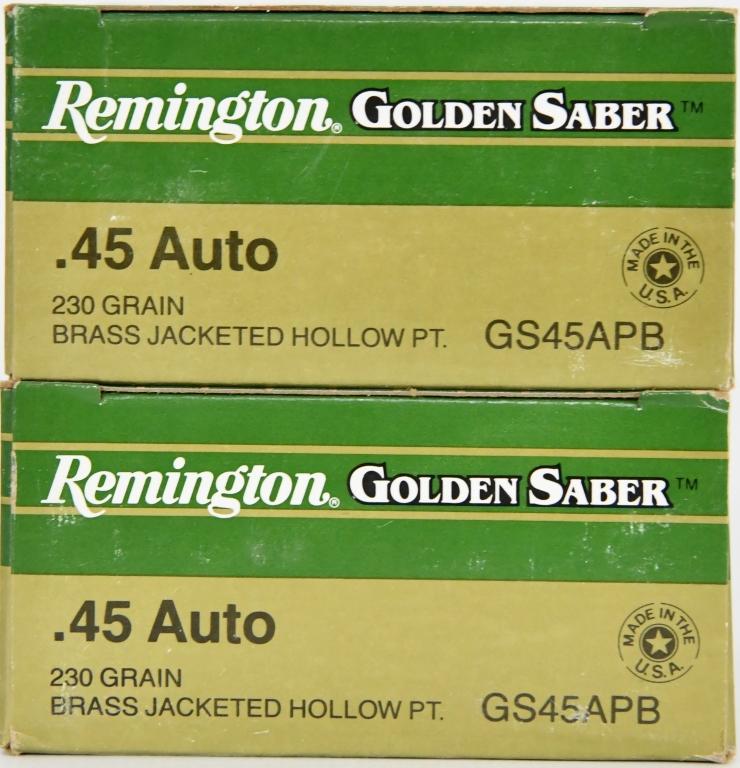 Remington® GOLDEN SABER™
.45 Auto
MADE IN THE
U.S.A.
230 GRAIN
BRASS JACKETED HOLLOW PT. GS45APB
Remington® GOLDEN SABER™
.45 Auto
MADE IN THE
U.S.A.
230 GRAIN
BRASS JACKETED HOLLOW PT. GS45APB